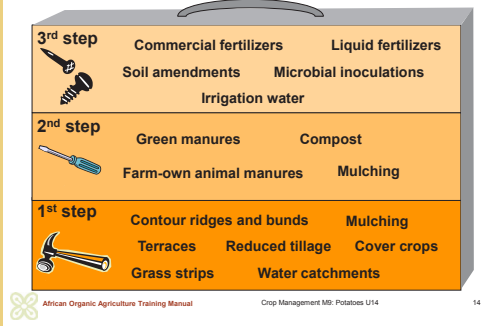 3rd step
Commercial fertilizers Liquid fertilizers
Soil amendments Microbial inoculations
Irrigation water
2nd step
Green manures Compost
Farm-own animal manures Mulching
1st step
Contour ridges and bunds Mulching
Terraces Reduced tillage Cover crops
Grass strips Water catchments
African Organic Agriculture Training Manual Crop Management M9: Potatoes U14 14